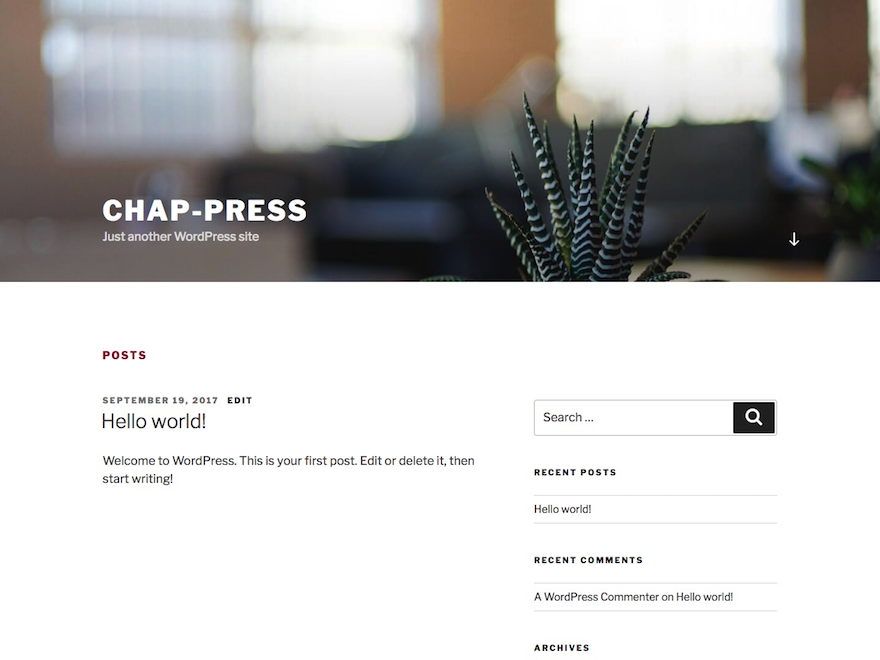 CHAP-PRESS
Just another WordPress site
POSTS
SEPTEMBER 19, 2017 EDIT
Hello world!
Welcome to WordPress. This is your first post. Edit or delete it, then
start writing!
Search ...
RECENT POSTS
Hello world!
RECENT COMMENTS
A WordPress Commenter on Hello world!
ARCHIVES